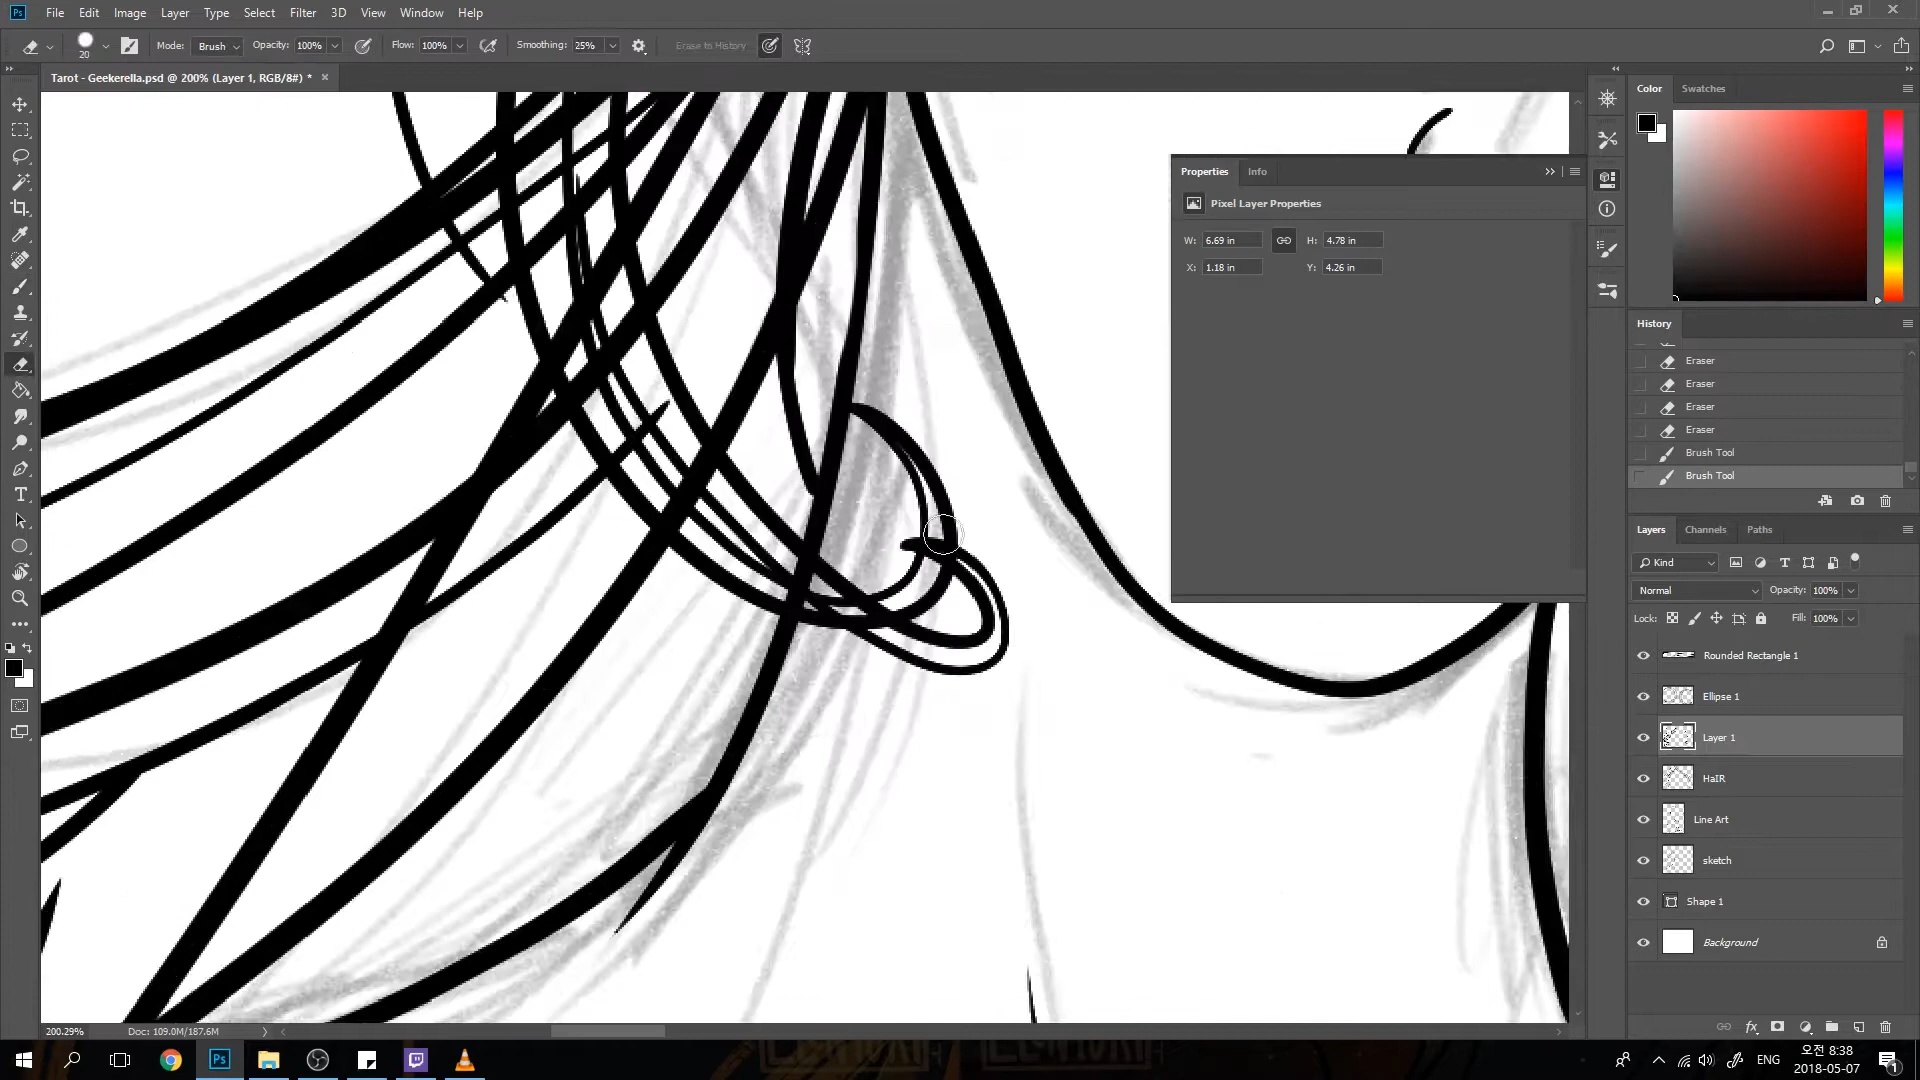 Ps File Edit Image Layer Type Select Filter 3D View Window Help
20 Mode: Brush Opacity: 100% Flow: 100% Smoothing: 25% Erase to History
Tarot - Geekerella.psd @ 200% (Layer 1, RGB/8#) *
Properties Info
Pixel Layer Properties
W: 6.69 in H: 4.78 in
X: 1.18 in Y: 4.26 in
Color Swatches
History
Eraser
Eraser
Eraser
Eraser
Brush Tool
Brush Tool
Layers Channels Paths
Kind
Normal Opacity: 100%
Lock: Fill: 100%
Rounded Rectangle 1
Ellipse 1
Layer 1
HaIR
Line Art
sketch
Shape 1
Background
200.29% Doc: 109.0M/187.6M
Ps ENG 오전 8:38
2018-05-07
1